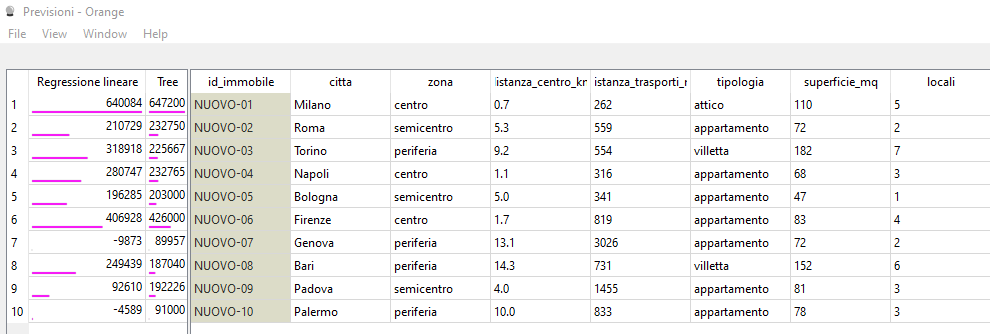 Previsioni - Orange
File View Window Help
Regressione lineare Tree id_immobile citta zona istanza_centro_km istanza_trasporti_r tipologia superficie_mq locali
1 640084 647200 NUOVO-01 Milano centro 0.7 262 attico 110 5
2 210729 232750 NUOVO-02 Roma semicentro 5.3 559 appartamento 72 2
3 318918 225667 NUOVO-03 Torino periferia 9.2 554 villetta 182 7
4 280747 232765 NUOVO-04 Napoli centro 1.1 316 appartamento 68 3
5 196285 203000 NUOVO-05 Bologna semicentro 5.0 341 appartamento 47 1
6 406928 426000 NUOVO-06 Firenze centro 1.7 819 appartamento 83 4
7 -9873 89957 NUOVO-07 Genova periferia 13.1 3026 appartamento 72 2
8 249439 187040 NUOVO-08 Bari periferia 14.3 731 villetta 152 6
9 92610 192226 NUOVO-09 Padova semicentro 4.0 1455 appartamento 81 3
10 -4589 91000 NUOVO-10 Palermo periferia 10.0 833 appartamento 78 3